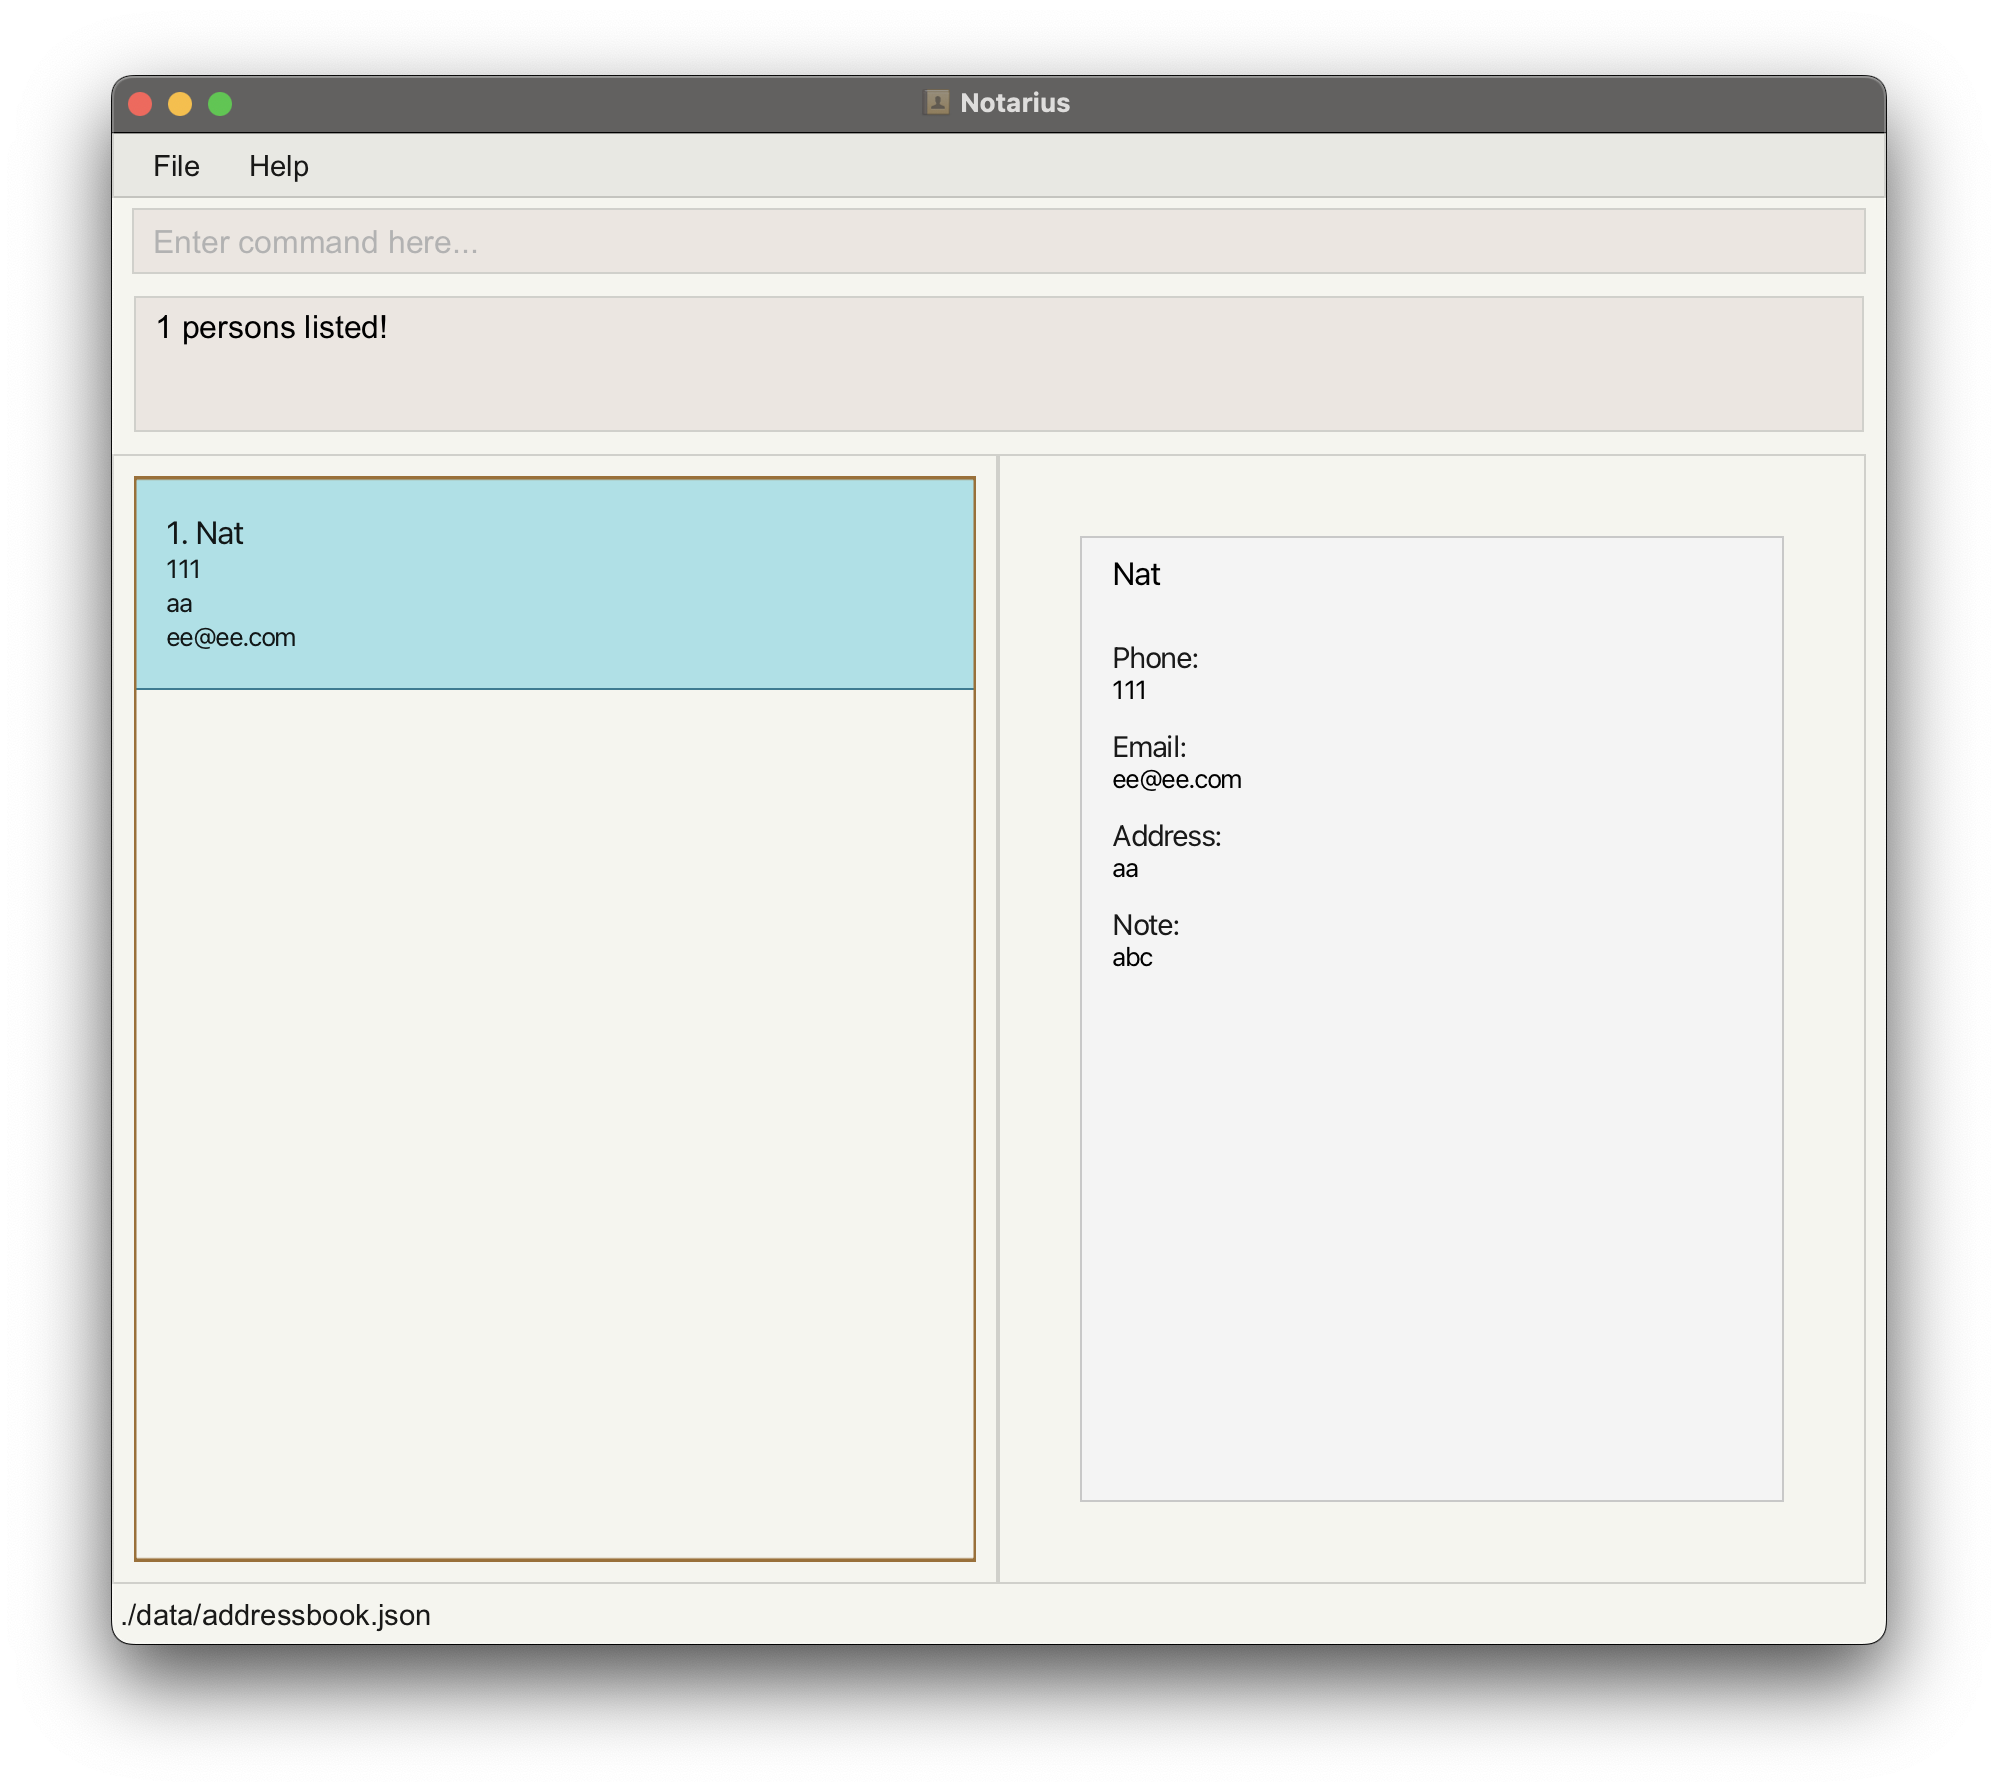 Notarius
File Help
Enter command here...
1 persons listed!
1. Nat
111
aa
ee@ee.com
Nat
Phone:
111
Email:
ee@ee.com
Address:
aa
Note:
abc
./data/addressbook.json